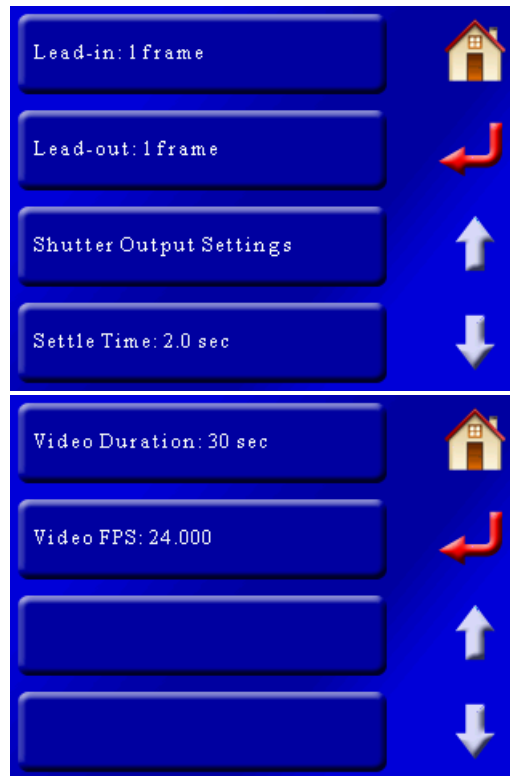 Lead-in: 1 frame
Lead-out: 1 frame
Shutter Output Settings
Settle Time: 2.0 sec
Video Duration: 30 sec
Video FPS: 24.000